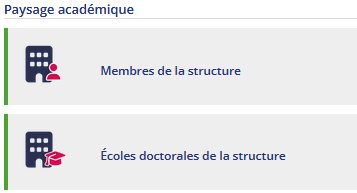 Paysage académique
Membres de la structure
Écoles doctorales de la structure